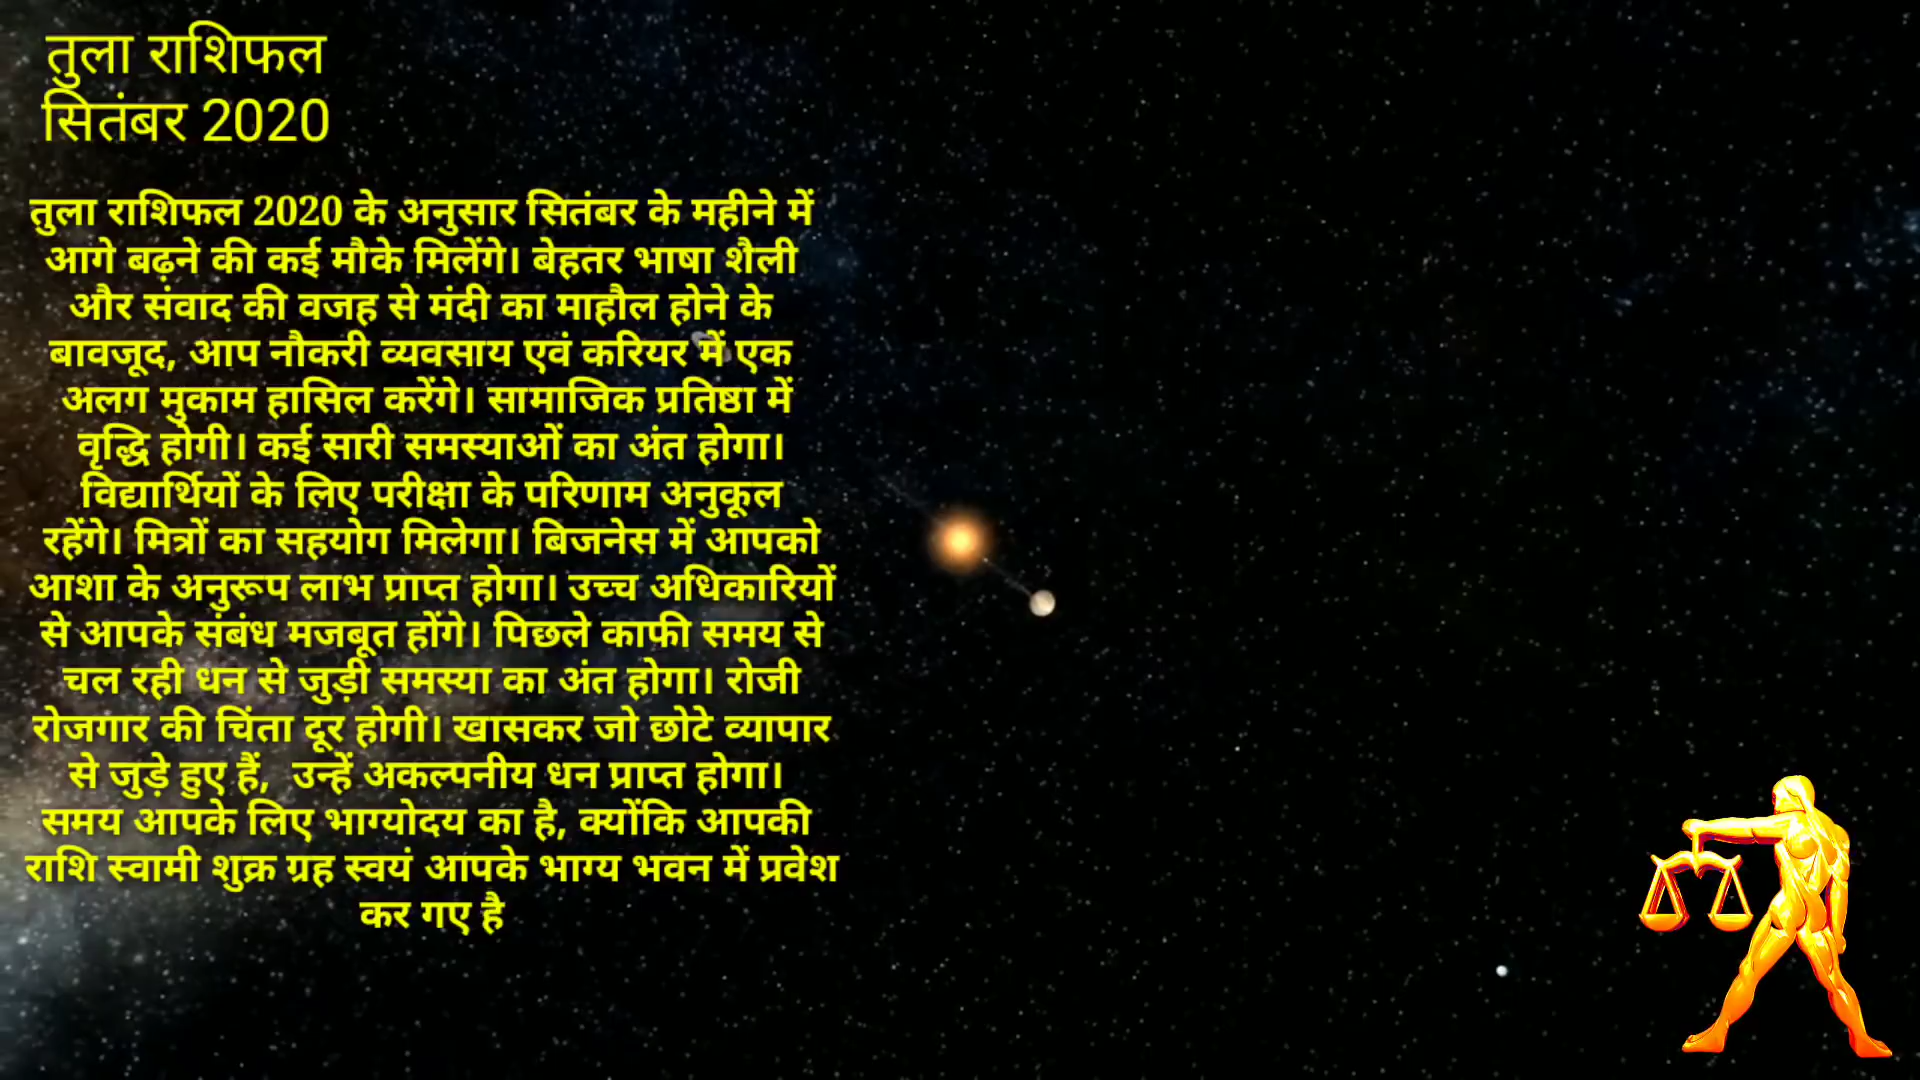 तुला राशिफल
सितंबर 2020
तुला राशिफल 2020 के अनुसार सितंबर के महीने में
आगे बढ़ने की कई मौके मिलेंगे। बेहतर भाषा शैली
और संवाद की वजह से मंदी का माहौल होने के
बावजूद, आप नौकरी व्यवसाय एवं करियर में एक
अलग मुकाम हासिल करेंगे। सामाजिक प्रतिष्ठा में
वृद्धि होगी। कई सारी समस्याओं का अंत होगा।
विद्यार्थियों के लिए परीक्षा के परिणाम अनुकूल
रहेंगे। मित्रों का सहयोग मिलेगा। बिजनेस में आपको
आशा के अनुरूप लाभ प्राप्त होगा। उच्च अधिकारियों
से आपके संबंध मजबूत होंगे। पिछले काफी समय से
चल रही धन से जुड़ी समस्या का अंत होगा। रोजी
रोजगार की चिंता दूर होगी। खासकर जो छोटे व्यापार
से जुड़े हुए हैं, उन्हें अकल्पनीय धन प्राप्त होगा।
समय आपके लिए भाग्योदय का है, क्योंकि आपकी
राशि स्वामी शुक्र ग्रह स्वयं आपके भाग्य भवन में प्रवेश
कर गए है